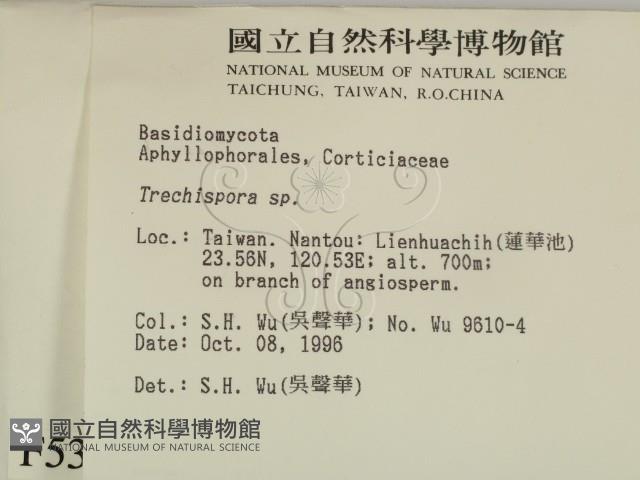 國立自然科學博物館
NATIONAL MUSEUM OF NATURAL SCIENCE
TAICHUNG, TAIWAN, R.O.CHINA
Basidiomycota
Aphyllophorales, Corticiaceae
Trechispora sp.
Loc.: Taiwan. Nantou: Lienhuachih(蓮華池)
23.56N, 120.53E; alt. 700m;
on branch of angiosperm.
Col.: S.H. Wu(吳聲華); No. Wu 9610-4
Date: Oct. 08, 1996
Det.: S.H. Wu(吳聲華)
國立自然科學博物館
NATIONAL MUSEUM OF NATURAL SCIENCE
F53